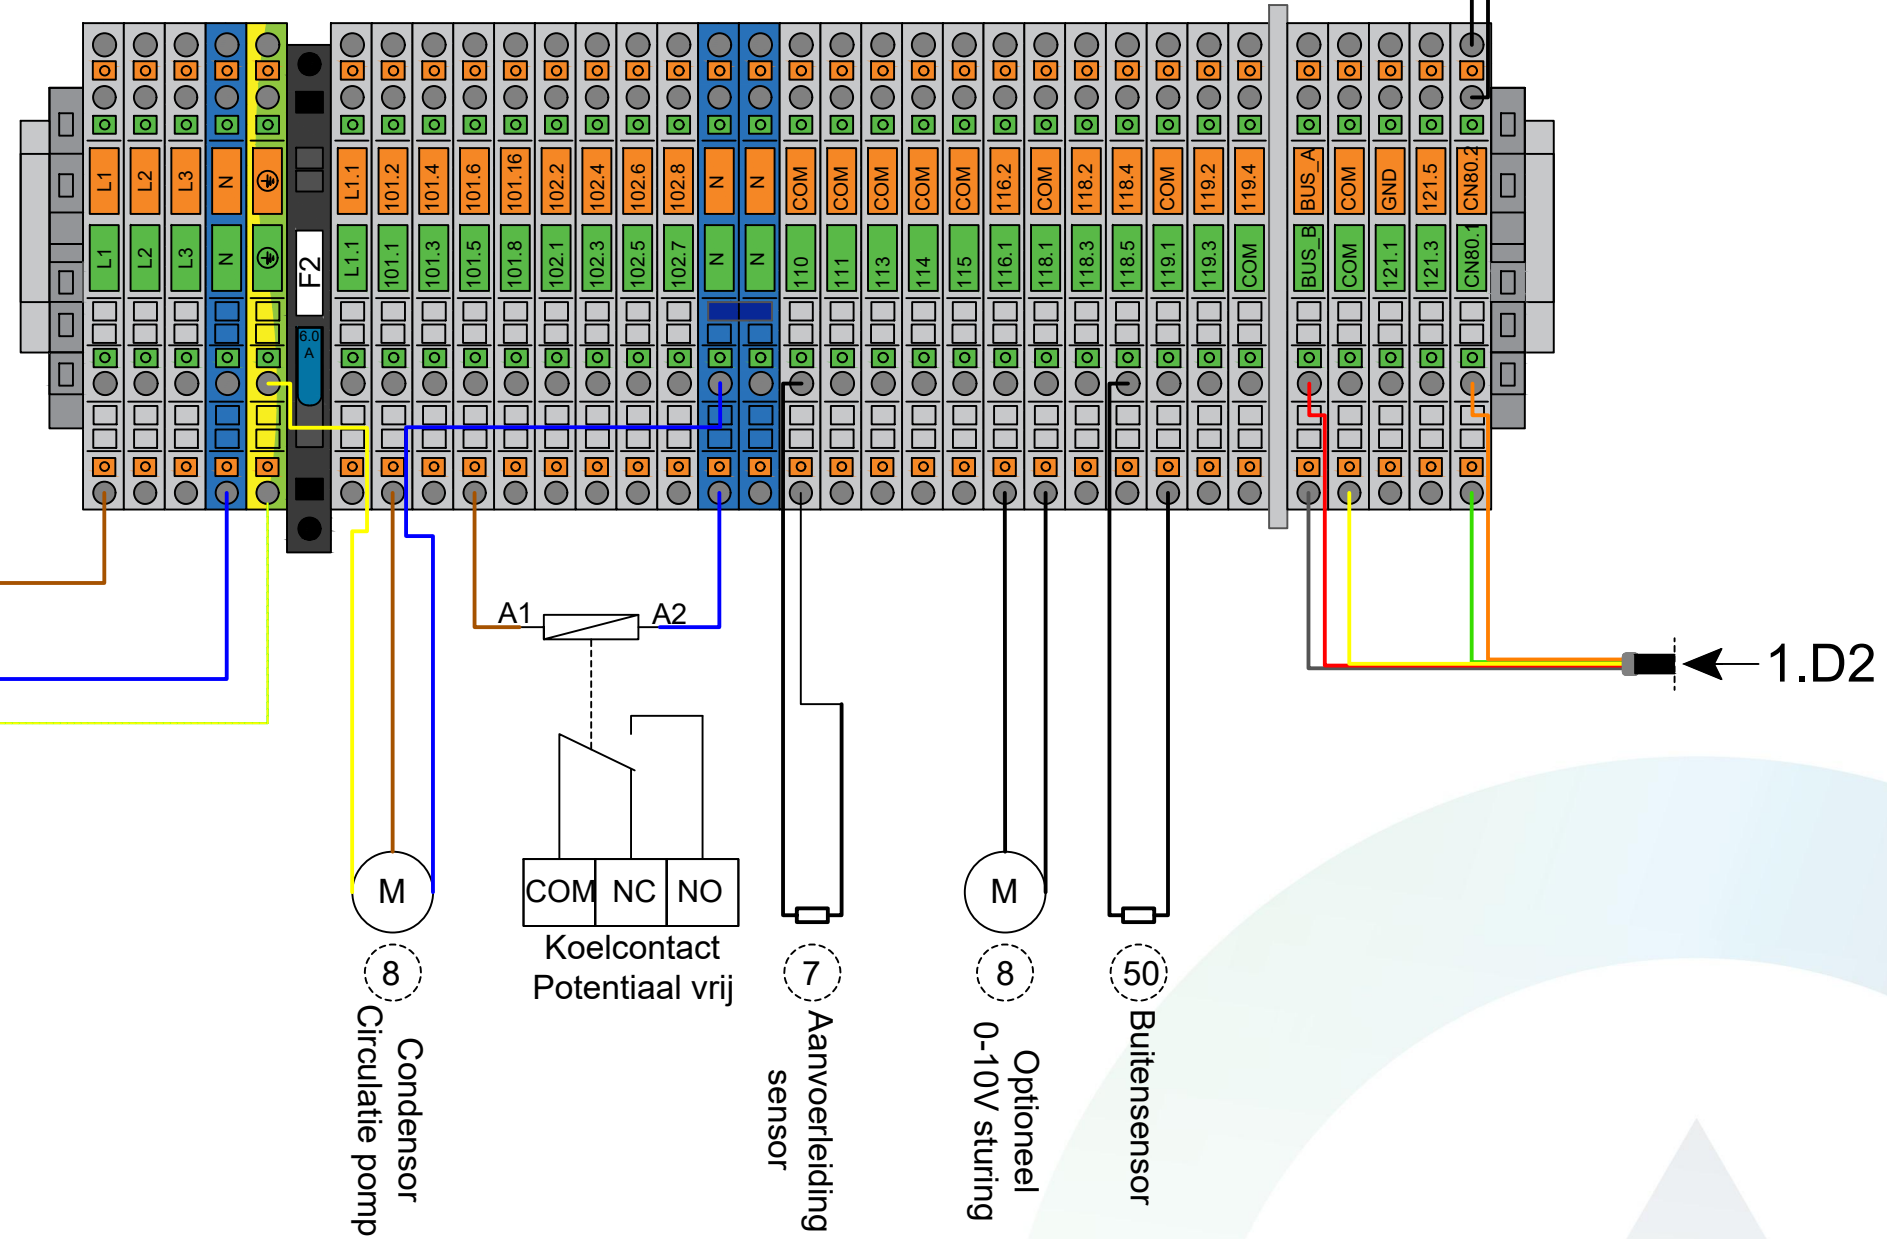 L1 L2 L3 N L1.1 101.2 101.4 101.6 101.16 102.2 102.4 102.6 102.8 N N COM COM COM COM COM 116.2 COM 118.2 118.4 COM 119.2 119.4 BUS_A COM GND 121.5 CN80.2
L1 L2 L3 N F2 L1.1 101.1 101.3 101.5 101.8 102.1 102.3 102.5 102.7 N N 110 111 113 114 115 116.1 118.1 118.3 118.5 119.1 119.3 COM BUS_B COM 121.1 121.3 CN80.1
6.0
A
A1 A2
1.D2
M
COM NC NO
M
Koelcontact
Potentiaal vrij
8
7
8
50
Condensor
Circulatie pomp
Aanvoerleiding
sensor
Optioneel
0-10V sturing
Buitensensor